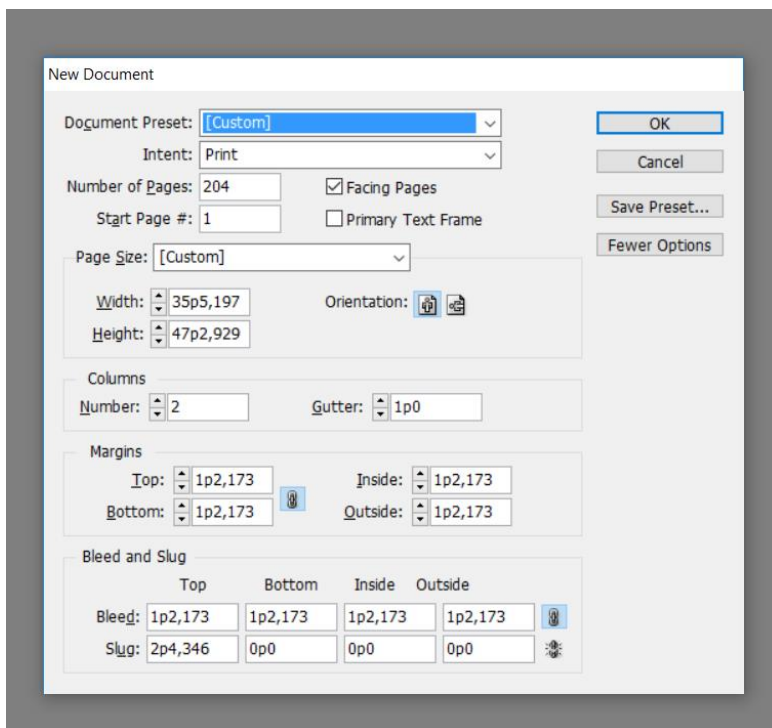 New Document
Document Preset: [Custom]
OK
Intent: Print
Cancel
Number of Pages: 204
Facing Pages
Save Preset...
Start Page #: 1
Primary Text Frame
Fewer Options
Page Size: [Custom]
Width: 35p5,197
Orientation:
Height: 47p2,929
Columns
Number: 2
Gutter: 1p0
Margins
Top: 1p2,173
Inside: 1p2,173
Bottom: 1p2,173
Outside: 1p2,173
Bleed and Slug
Top Bottom Inside Outside
Bleed: 1p2,173 1p2,173 1p2,173 1p2,173
Slug: 2p4,346 0p0 0p0 0p0